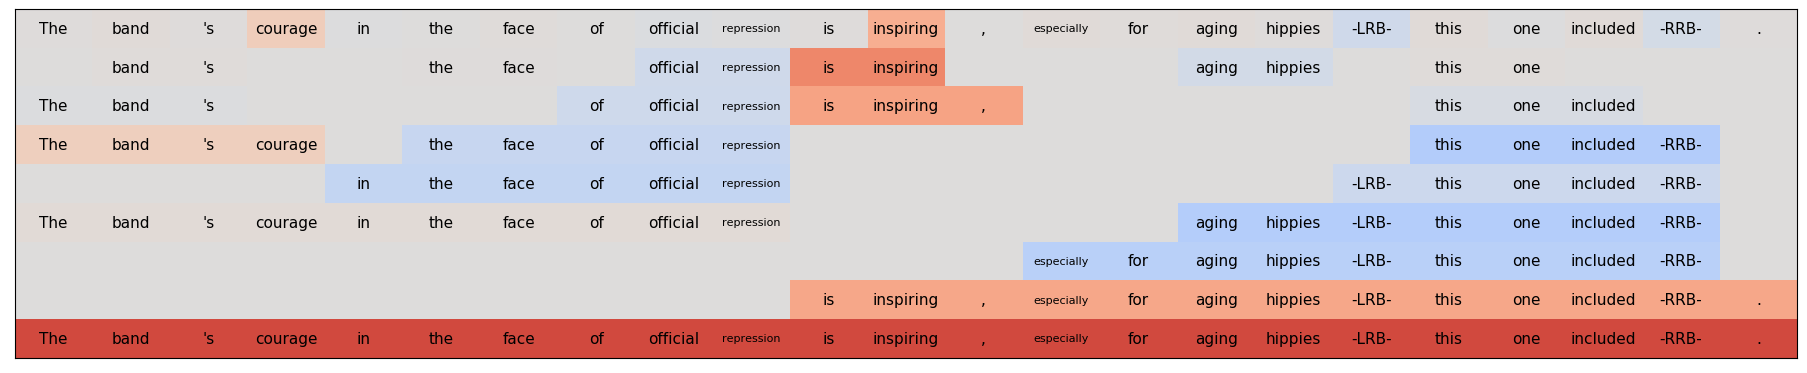 The band 's courage in the face of official repression is inspiring , especially for aging hippies -LRB- this one included -RRB- .
band 's the face official repression is inspiring aging hippies this one
The band 's of official repression is inspiring , this one included
The band 's courage the face of official repression this one included -RRB-
in the face of official repression -LRB- this one included -RRB-
The band 's courage in the face of official repression aging hippies -LRB- this one included -RRB-
especially for aging hippies -LRB- this one included -RRB-
is inspiring , especially for aging hippies -LRB- this one included -RRB- .
The band 's courage in the face of official repression is inspiring , especially for aging hippies -LRB- this one included -RRB- .